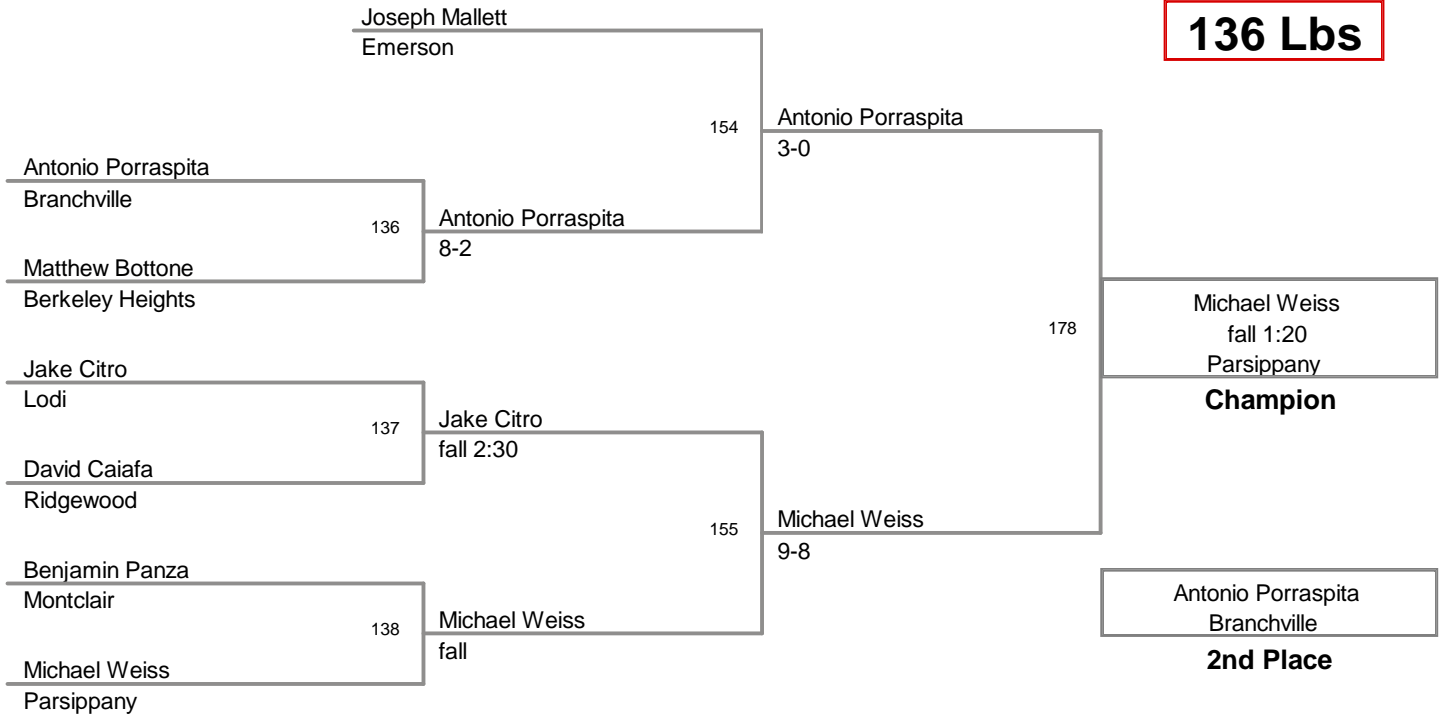 Joseph Mallett
Emerson
136 Lbs
154
Antonio Porraspita
3-0
Antonio Porraspita
Branchville
136
Antonio Porraspita
8-2
Matthew Bottone
Berkeley Heights
178
Michael Weiss
fall 1:20
Parsippany
Champion
Jake Citro
Lodi
137
Jake Citro
fall 2:30
David Caiafa
Ridgewood
155
Michael Weiss
9-8
Benjamin Panza
Montclair
138
Michael Weiss
fall
Michael Weiss
Parsippany
Antonio Porraspita
Branchville
2nd Place